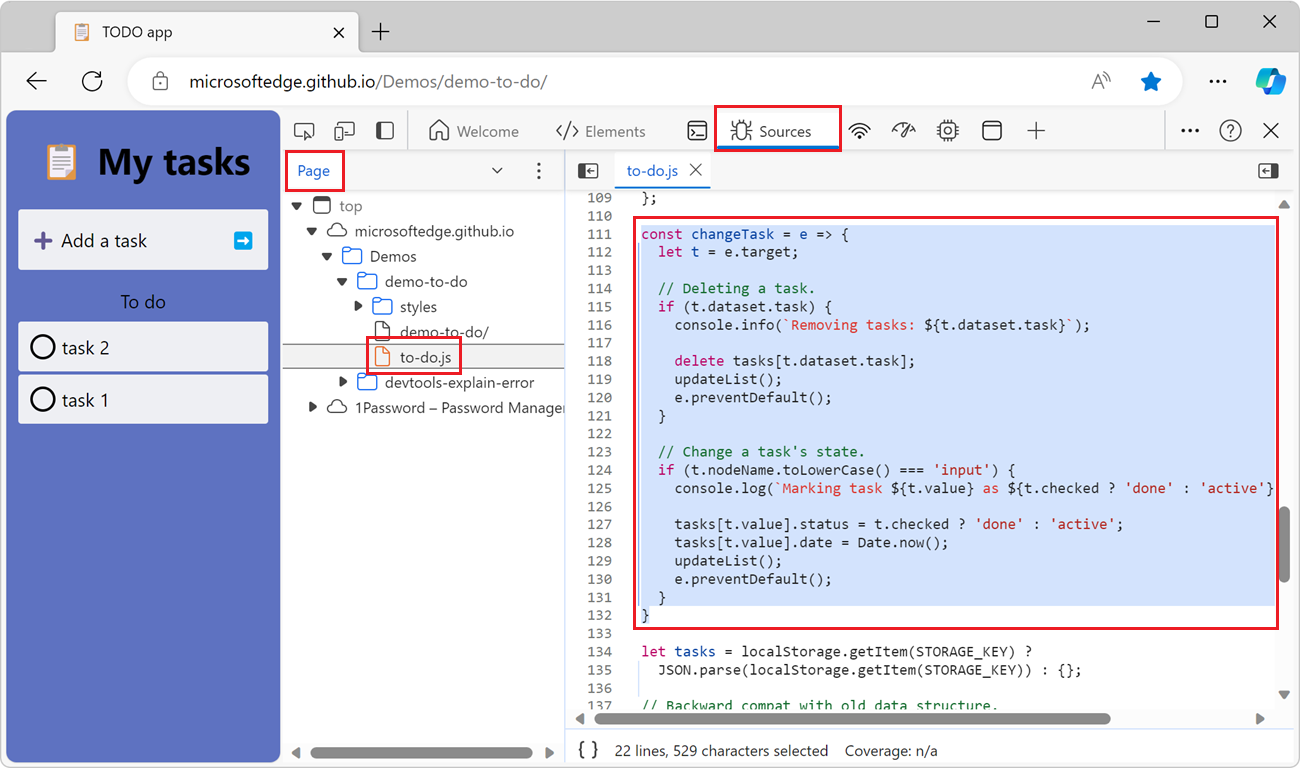 TODO app
microsoftedge.github.io/Demos/demo-to-do/
My tasks
Add a task
To do
task 2
task 1
Welcome
</> Elements
Sources
Page
to-do.js
top
microsoftedge.github.io
Demos
demo-to-do
styles
demo-to-do/
to-do.js
devtools-explain-error
1Password – Password Manager
109 };
110
111 const changeTask = e => {
112 let t = e.target;
113
114 // Deleting a task.
115 if (t.dataset.task) {
116 console.info(`Removing tasks: ${t.dataset.task}`);
117
118 delete tasks[t.dataset.task];
119 updateList();
120 e.preventDefault();
121 }
122
123 // Change a task's state.
124 if (t.nodeName.toLowerCase() === 'input') {
125 console.log(`Marking task ${t.value} as ${t.checked ? 'done' : 'active'}
126
127 tasks[t.value].status = t.checked ? 'done' : 'active';
128 tasks[t.value].date = Date.now();
129 updateList();
130 e.preventDefault();
131 }
132 }
133
134 let tasks = localStorage.getItem(STORAGE_KEY) ?
135 JSON.parse(localStorage.getItem(STORAGE_KEY)) : {};
136
137 // Backward compat with old data structure.
{ } 22 lines, 529 characters selected Coverage: n/a